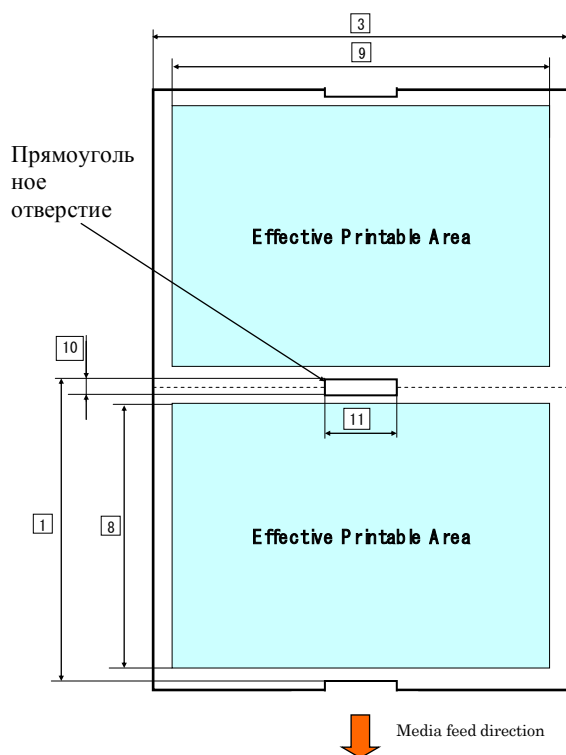 3
9
Прямоуголь
ное
отверстие
Effective Printable Area
10
11
1
8
Effective Printable Area
Media feed direction